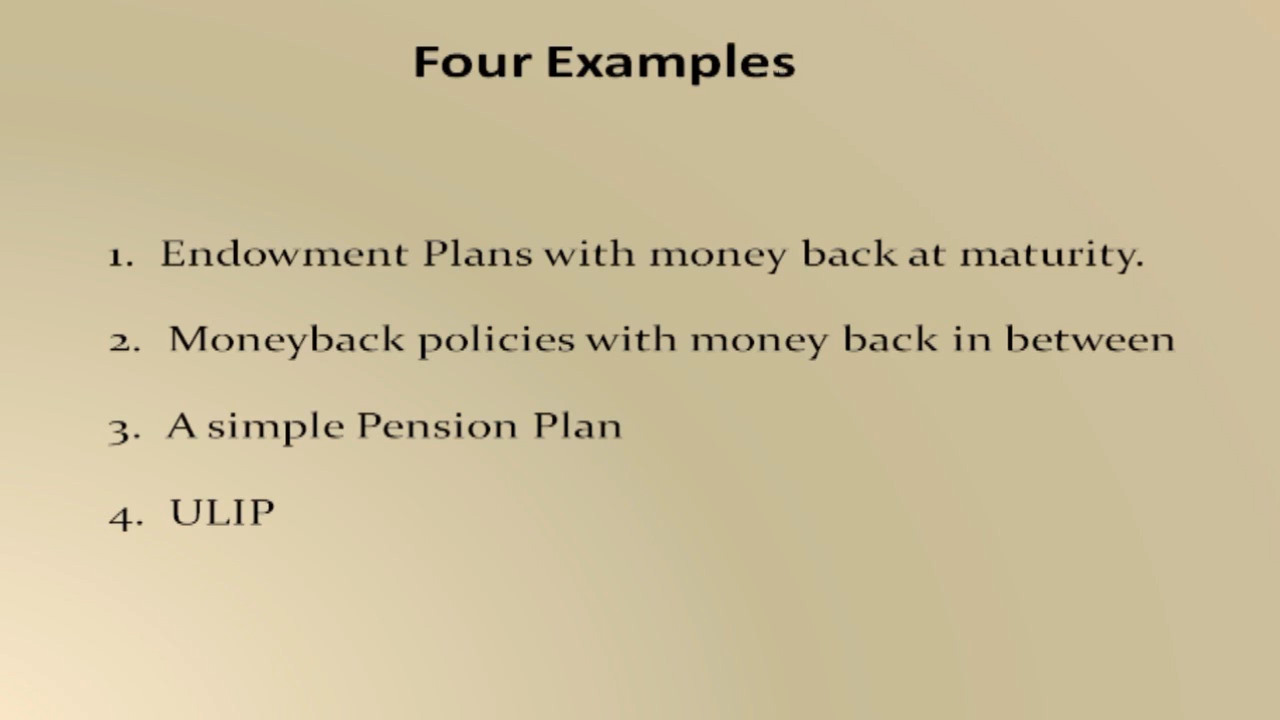 Four Examples
1. Endowment Plans with money back at maturity.
2. Moneyback policies with money back in between
3. A simple Pension Plan
4. ULIP